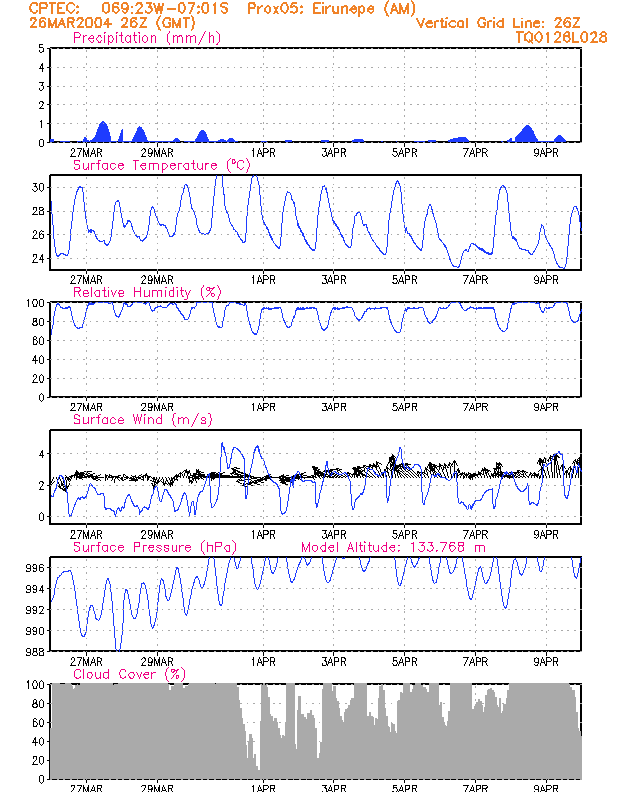 CPTEC: 069:23W-07:01S Prox05: Eirunepe (AM)
26MAR2004 26Z (GMT) Vertical Grid Line: 26Z
Precipitation (mm/h) TQ0126L028
5
4
3
2
1
0
27MAR 29MAR 1APR 3APR 5APR 7APR 9APR
Surface Temperature (ºC)
30
28
26
24
27MAR 29MAR 1APR 3APR 5APR 7APR 9APR
Relative Humidity (%)
100
80
60
40
20
0
27MAR 29MAR 1APR 3APR 5APR 7APR 9APR
Surface Wind (m/s)
4
2
0
27MAR 29MAR 1APR 3APR 5APR 7APR 9APR
Surface Pressure (hPa) Model Altitude: 133.768 m
996
994
992
990
988
27MAR 29MAR 1APR 3APR 5APR 7APR 9APR
Cloud Cover (%)
100
80
60
40
20
0
27MAR 29MAR 1APR 3APR 5APR 7APR 9APR